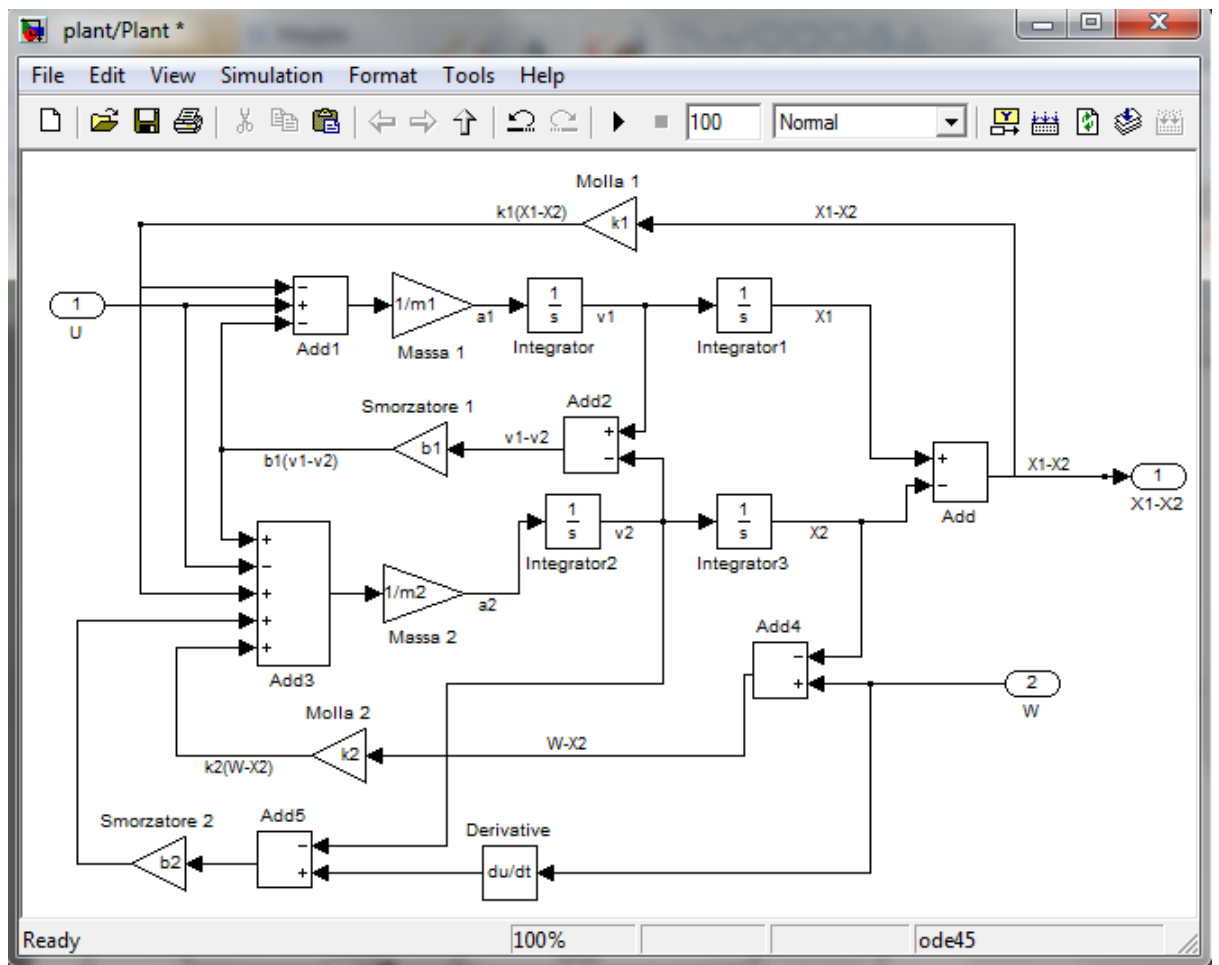 plant/Plant *
File Edit View Simulation Format Tools Help
100 Normal
Molla 1
k1(X1-X2) k1 X1-X2
1 U
− + − Add1
1/m1 Massa 1
a1
1 s Integrator
v1
1 s Integrator1
X1
Smorzatore 1
b1
b1(v1-v2)
v1-v2
Add2
+ −
+ − Add
X1-X2
1 X1-X2
+ − + + + Add3
1/m2 Massa 2
a2
1 s Integrator2
v2
1 s Integrator3
X2
Add4
− +
2 W
Molla 2
k2
k2(W-X2)
W-X2
Smorzatore 2
b2
Add5
− +
Derivative
du/dt
Ready 100% ode45